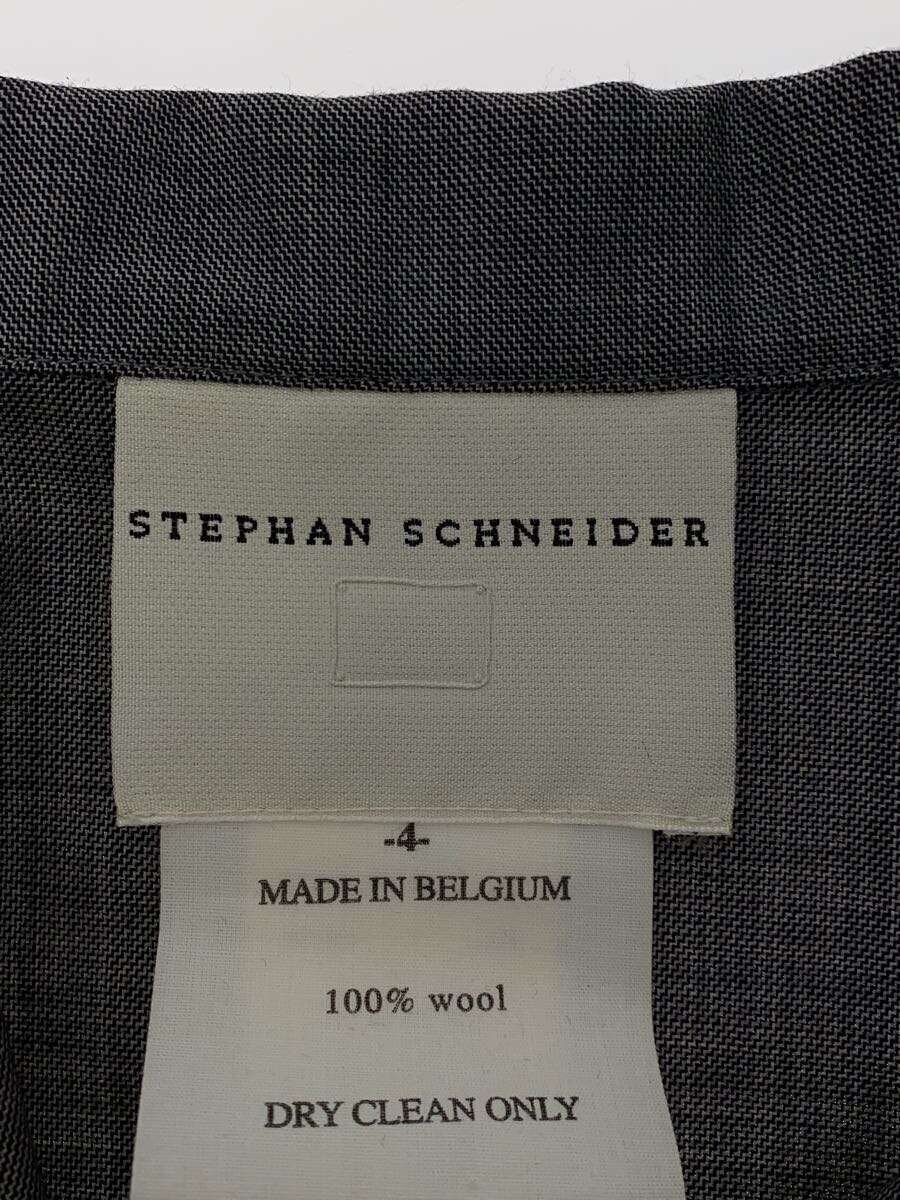 STEPHAN SCHNEIDER
-4-
MADE IN BELGIUM
100% wool
DRY CLEAN ONLY